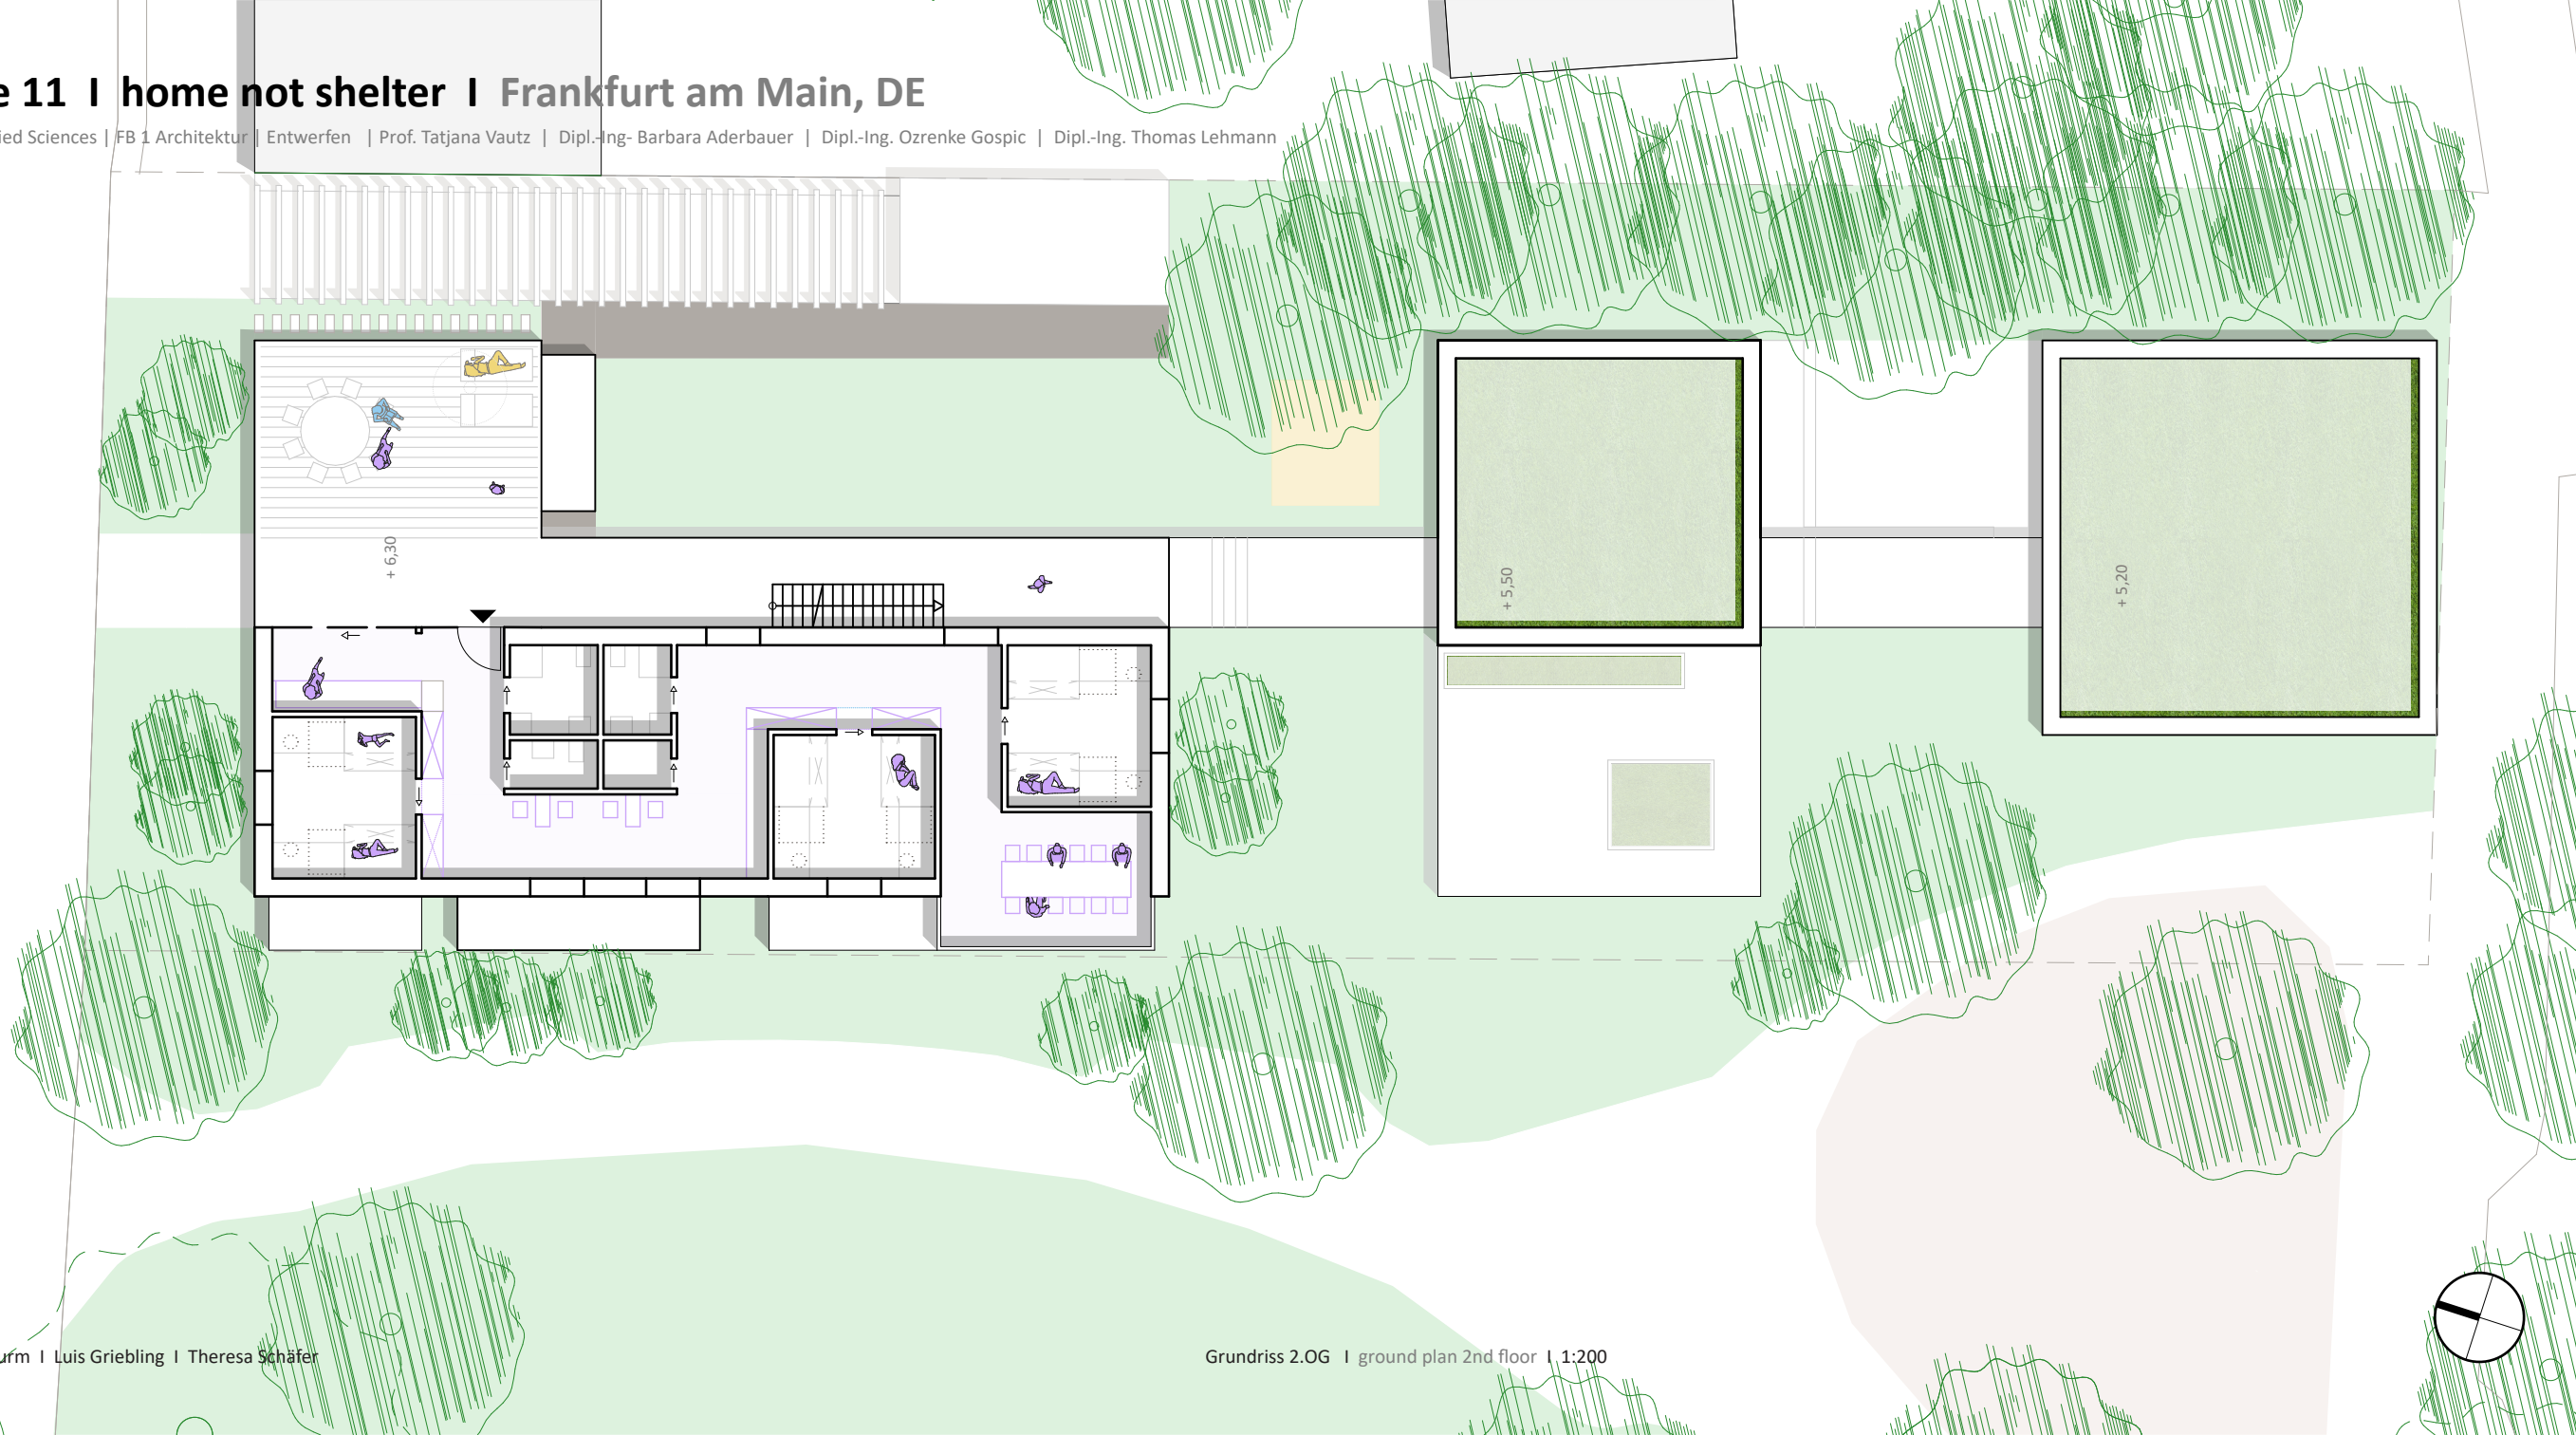 e 11 I home not shelter I Frankfurt am Main, DE
ied Sciences | FB 1 Architektur | Entwerfen | Prof. Tatjana Vautz | Dipl.-Ing- Barbara Aderbauer | Dipl.-Ing. Ozrenke Gospic | Dipl.-Ing. Thomas Lehmann
+ 6,30
+ 5,50
+ 5,20
urm I Luis Griebling I Theresa Schäfer
Grundriss 2.OG I ground plan 2nd floor I 1:200